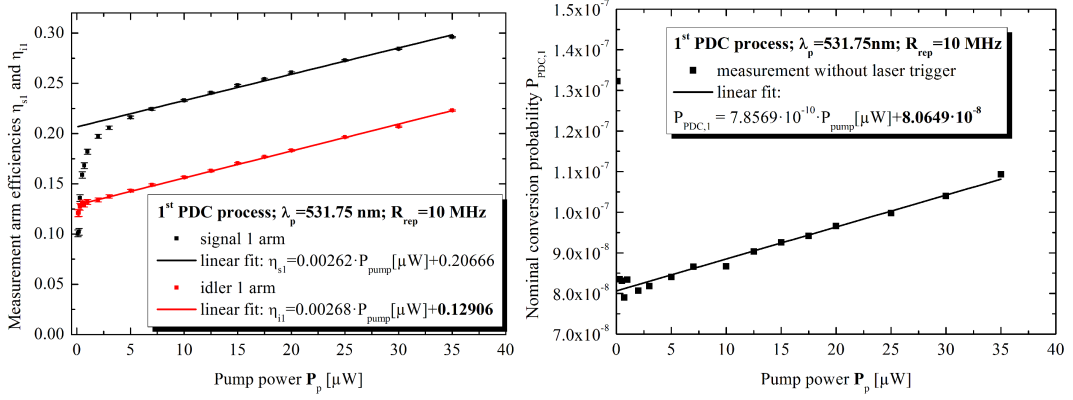 Measurement arm efficiencies ηs1 and ηi1
0.30
0.25
0.20
0.15
0.10
0.05
0.00
0 5 10 15 20 25 30 35 40
Pump power Pp [µW]
1st PDC process; λp=531.75 nm; Rrep=10 MHz
signal 1 arm
linear fit: ηs1=0.00262·Ppump[µW]+0.20666
idler 1 arm
linear fit: ηi1=0.00268·Ppump[µW]+0.12906
Nominal conversion probability PPDC,1
1.5x10-7
1.3x10-7
1.2x10-7
1.1x10-7
1.0x10-7
9.0x10-8
8.0x10-8
7.0x10-8
0 5 10 15 20 25 30 35 40
Pump power Pp [µW]
1st PDC process; λp=531.75nm; Rrep=10 MHz
measurement without laser trigger
linear fit:
PPDC,1 = 7.8569·10-10·Ppump[µW]+8.0649·10-8